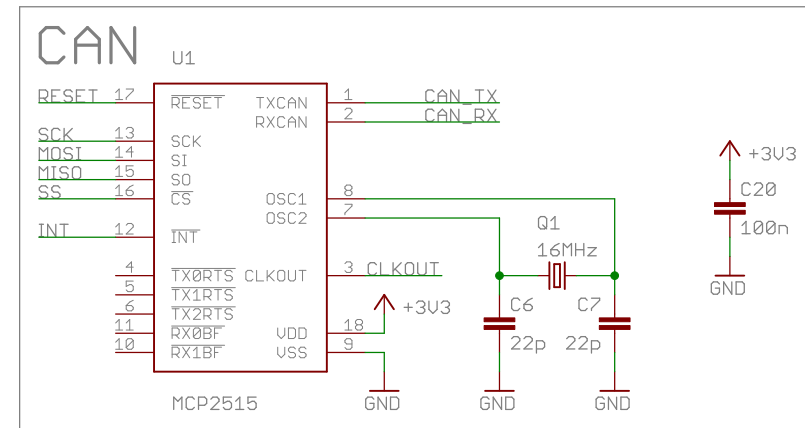 CAN
U1
RESET 17 RESET TXCAN 1 CAN_TX
RXCAN 2 CAN_RX
SCK 13 SCK
MOSI 14 SI
MISO 15 SO
SS 16 CS
OSC1 8
OSC2 7
INT 12 INT
4 TX0RTS CLKOUT 3 CLKOUT
5 TX1RTS
6 TX2RTS
11 RX0BF VDD 18
10 RX1BF VSS 9
+3V3
MCP2515
GND
Q1
16MHz
C6
22p
GND
C7
22p
GND
+3V3
C20
100n
GND